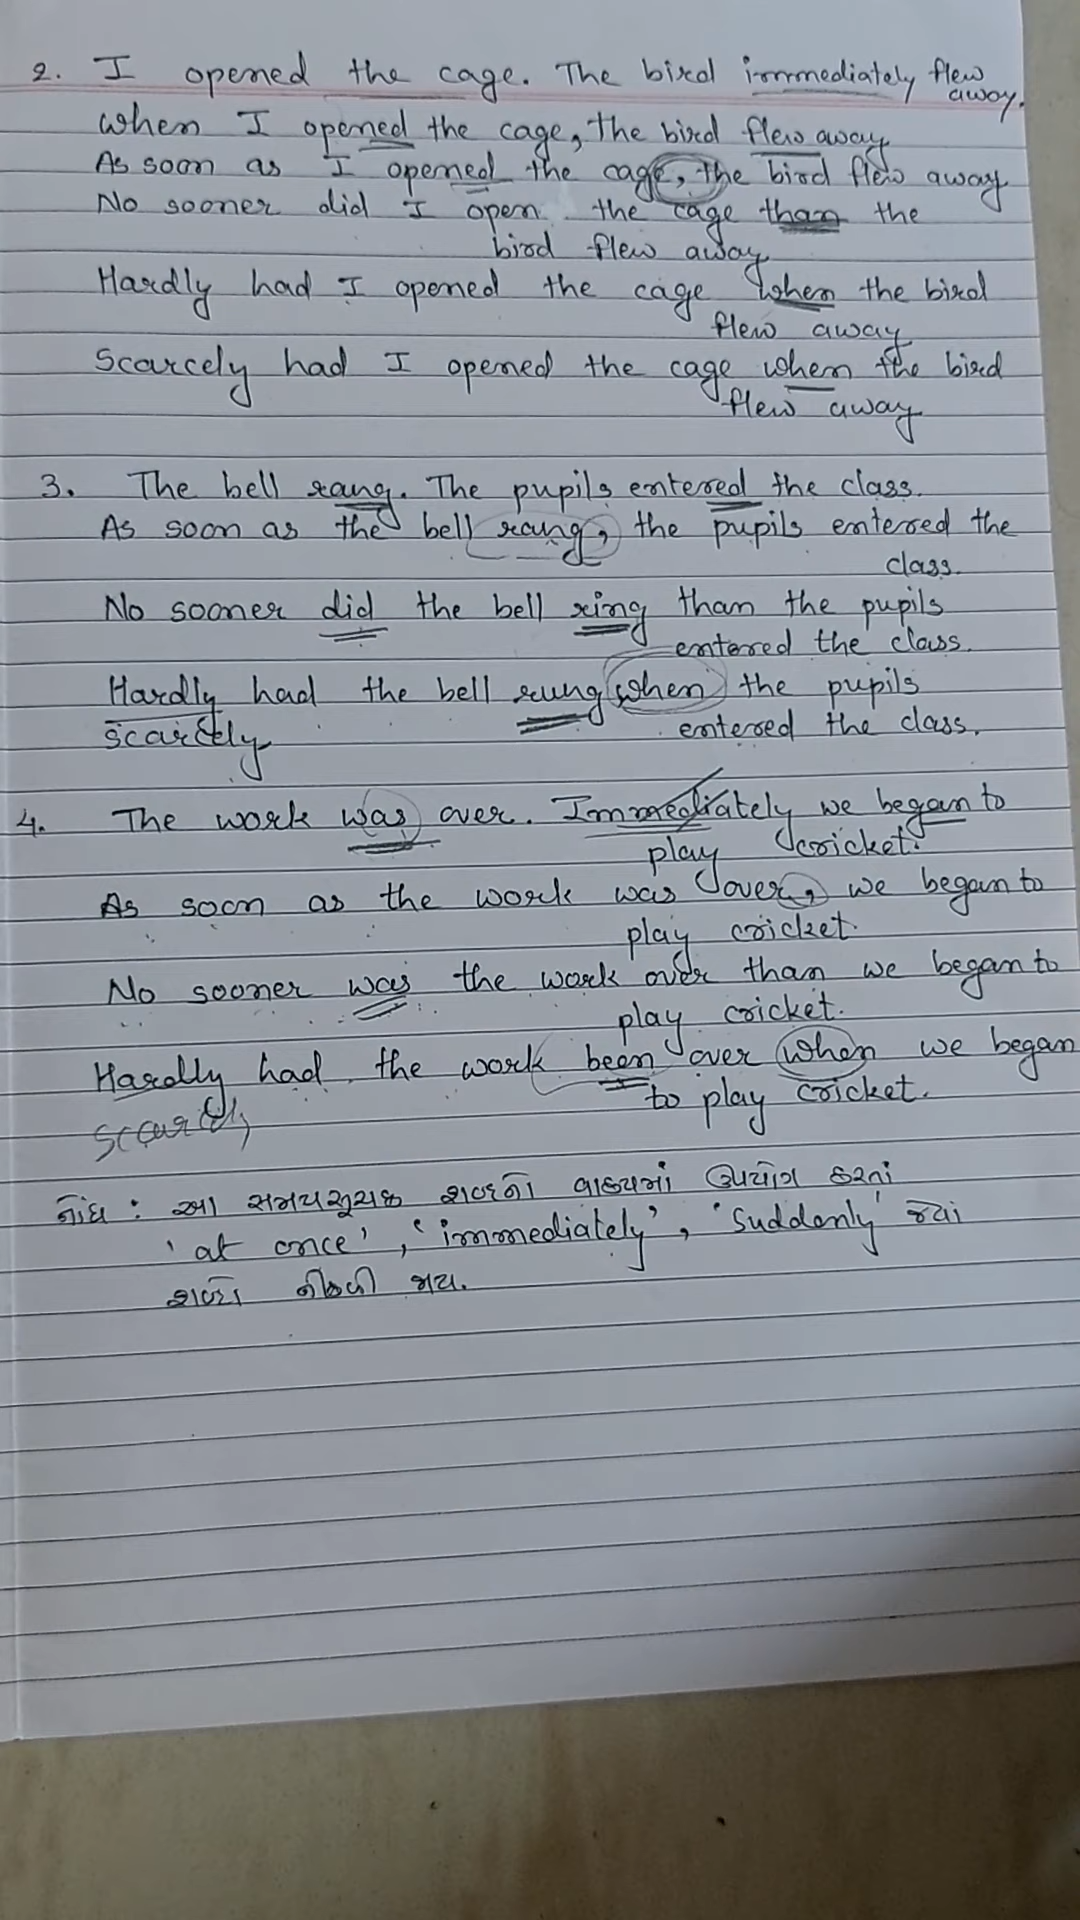 2. I opened the cage. The bird immediately flew
away.
when I opened the cage, the bird flew away
As soon as I opened the cage, the bird flew away
No sooner did I open the cage than the
bird flew away
Hardly had I opened the cage when the bird
flew away
Scarcely had I opened the cage when the bird
flew away
3. The bell rang. The pupils entered the class.
As soon as the bell rang, the pupils entered the
class.
No sooner did the bell ring than the pupils
entered the class.
Hardly had the bell rung when the pupils
Scarcely entered the class.
4. The work was over. Immediately we began to
play cricket.
As soon as the work was over, we began to
play cricket.
No sooner was the work over than we began to
play cricket.
Hardly had the work been over when we began
to play cricket.
Scarcely
નોંધ : આ સમયસૂચક શબ્દનો વાક્યમાં ઉપયોગ કરતાં
'at once', 'immediately', 'suddenly' જેવાં
શબ્દો નીકળી જાય.